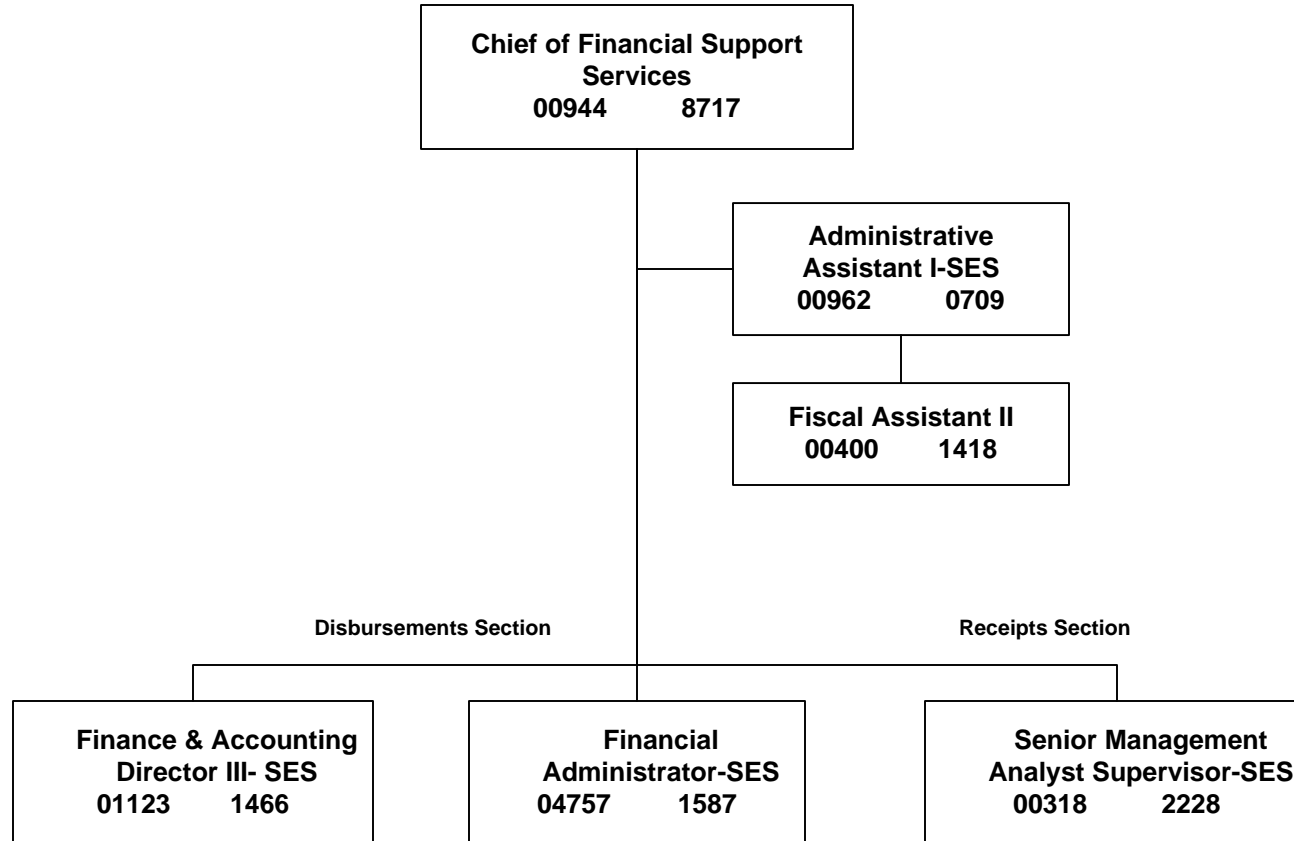 Chief of Financial Support
Services
00944 8717
Administrative
Assistant I-SES
00962 0709
Fiscal Assistant II
00400 1418
Disbursements Section
Receipts Section
Finance & Accounting
Director III- SES
01123 1466
Financial
Administrator-SES
04757 1587
Senior Management
Analyst Supervisor-SES
00318 2228